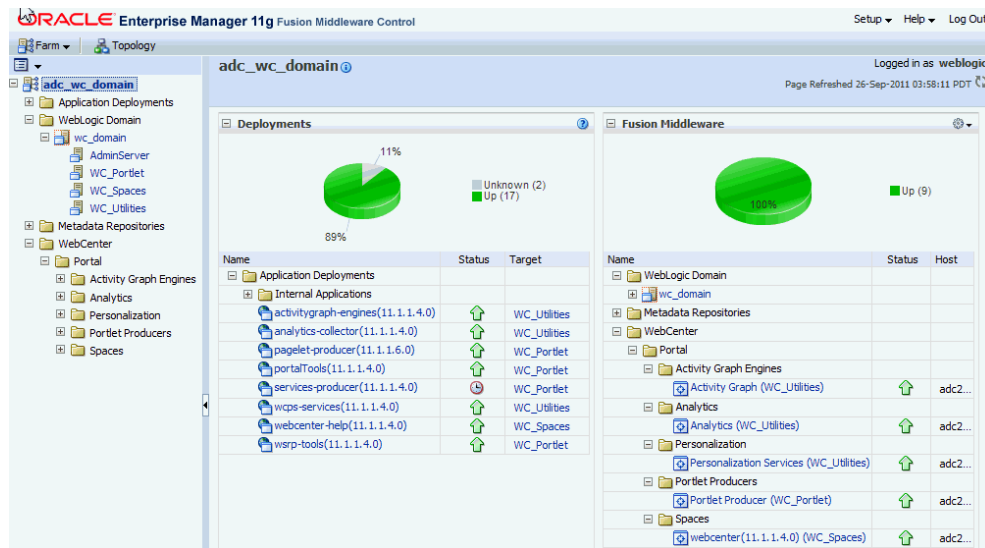 ORACLE Enterprise Manager 11g Fusion Middleware Control
Setup Help Log Out
Farm Topology
adc_wc_domain
Application Deployments
WebLogic Domain
wc_domain
AdminServer
WC_Portlet
WC_Spaces
WC_Utilities
Metadata Repositories
WebCenter
Portal
Activity Graph Engines
Analytics
Personalization
Portlet Producers
Spaces
adc_wc_domain
Logged in as weblogic
Page Refreshed 26-Sep-2011 03:58:11 PDT
Deployments
11%
89%
Unknown (2)
Up (17)
Name Status Target
Application Deployments
Internal Applications
activitygraph-engines(11.1.1.4.0) WC_Utilities
analytics-collector(11.1.1.4.0) WC_Utilities
pagelet-producer(11.1.1.6.0) WC_Portlet
portalTools(11.1.1.4.0) WC_Portlet
services-producer(11.1.1.4.0) WC_Portlet
wcps-services(11.1.1.4.0) WC_Utilities
webcenter-help(11.1.1.4.0) WC_Spaces
wsrp-tools(11.1.1.4.0) WC_Portlet
Fusion Middleware
100%
Up (9)
Name Status Host
WebLogic Domain
wc_domain
Metadata Repositories
WebCenter
Portal
Activity Graph Engines
Activity Graph (WC_Utilities) adc2...
Analytics
Analytics (WC_Utilities) adc2...
Personalization
Personalization Services (WC_Utilities) adc2...
Portlet Producers
Portlet Producer (WC_Portlet) adc2...
Spaces
webcenter(11.1.1.4.0) (WC_Spaces) adc2...